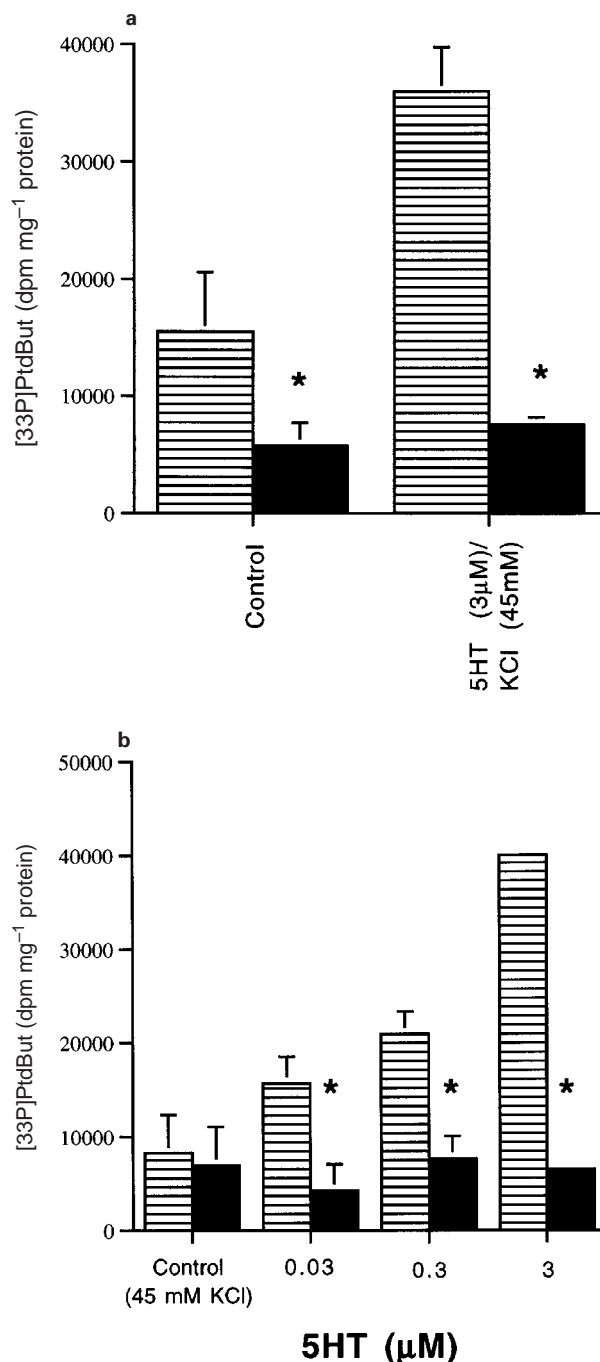 a
[33P]PtdBut (dpm mg⁻¹ protein)
40000
30000
20000
10000
0
*
*
Control
5HT (3μM)/
KCl (45mM)
b
[33P]PtdBut (dpm mg⁻¹ protein)
50000
40000
30000
20000
10000
0
*
*
*
Control
(45 mM KCl)
0.03
0.3
3
5HT (μM)